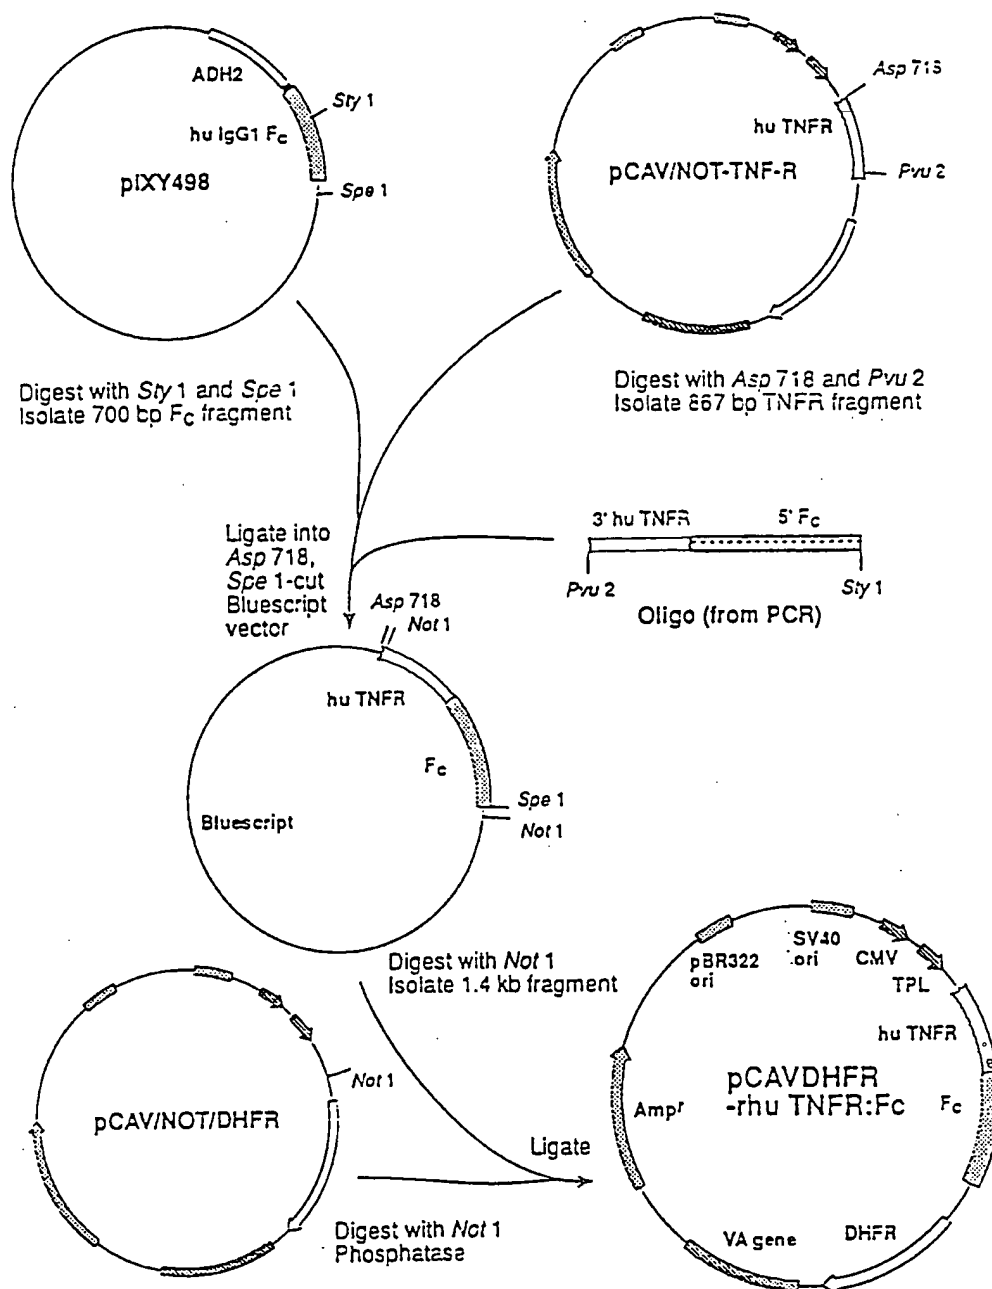 ADH2
Sty 1
hu IgG1 Fc
pIXY498
Spe 1
Asp 718
hu TNFR
pCAV/NOT-TNF-R
Pvu 2
Digest with Sty 1 and Spe 1
Isolate 700 bp Fc fragment
Digest with Asp 718 and Pvu 2
Isolate 867 bp TNFR fragment
3' hu TNFR
5' Fc
Pvu 2
Sty 1
Oligo (from PCR)
Ligate into
Asp 718,
Spe 1-cut
Bluescript
vector
Asp 718
Not 1
hu TNFR
Fc
Spe 1
Not 1
Bluescript
Digest with Not 1
Isolate 1.4 kb fragment
Not 1
pCAV/NOT/DHFR
Digest with Not 1
Phosphatase
Ligate
pBR322
ori
SV40
ori
CMV
TPL
hu TNFR
Fc
pCAVDHFR
-rhu TNFR:Fc
Ampr
VA gene
DHFR